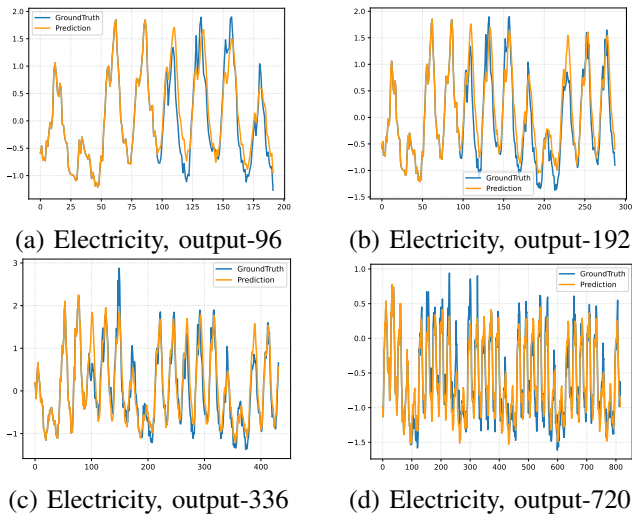 GroundTruth
Prediction
2.0
1.5
1.0
0.5
0.0
−0.5
−1.0
0 25 50 75 100 125 150 175 200
(a) Electricity, output-96
2.0
1.5
1.0
0.5
0.0
−0.5
−1.0
−1.5
GroundTruth
Prediction
0 50 100 150 200 250 300
(b) Electricity, output-192
GroundTruth
Prediction
3
2
1
0
−1
0 100 200 300 400
(c) Electricity, output-336
GroundTruth
Prediction
1.0
0.5
0.0
−0.5
−1.0
−1.5
0 100 200 300 400 500 600 700 800
(d) Electricity, output-720